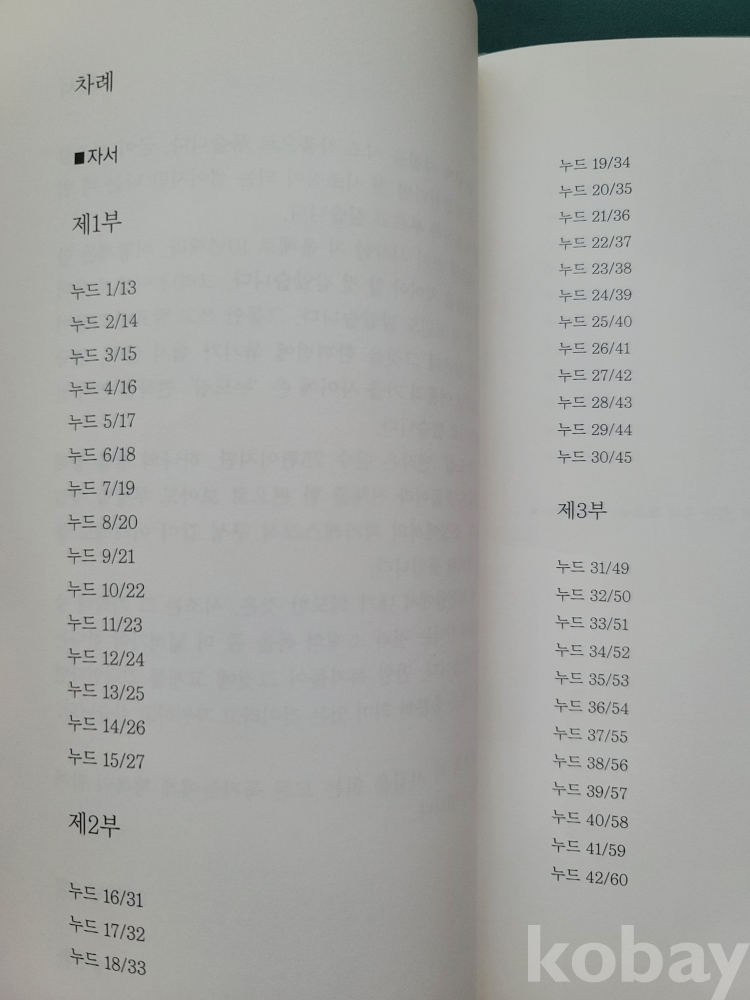 차례
■자서
제1부
누드 1/13
누드 2/14
누드 3/15
누드 4/16
누드 5/17
누드 6/18
누드 7/19
누드 8/20
누드 9/21
누드 10/22
누드 11/23
누드 12/24
누드 13/25
누드 14/26
누드 15/27
제2부
누드 16/31
누드 17/32
누드 18/33
누드 19/34
누드 20/35
누드 21/36
누드 22/37
누드 23/38
누드 24/39
누드 25/40
누드 26/41
누드 27/42
누드 28/43
누드 29/44
누드 30/45
제3부
누드 31/49
누드 32/50
누드 33/51
누드 34/52
누드 35/53
누드 36/54
누드 37/55
누드 38/56
누드 39/57
누드 40/58
누드 41/59
누드 42/60
kobay